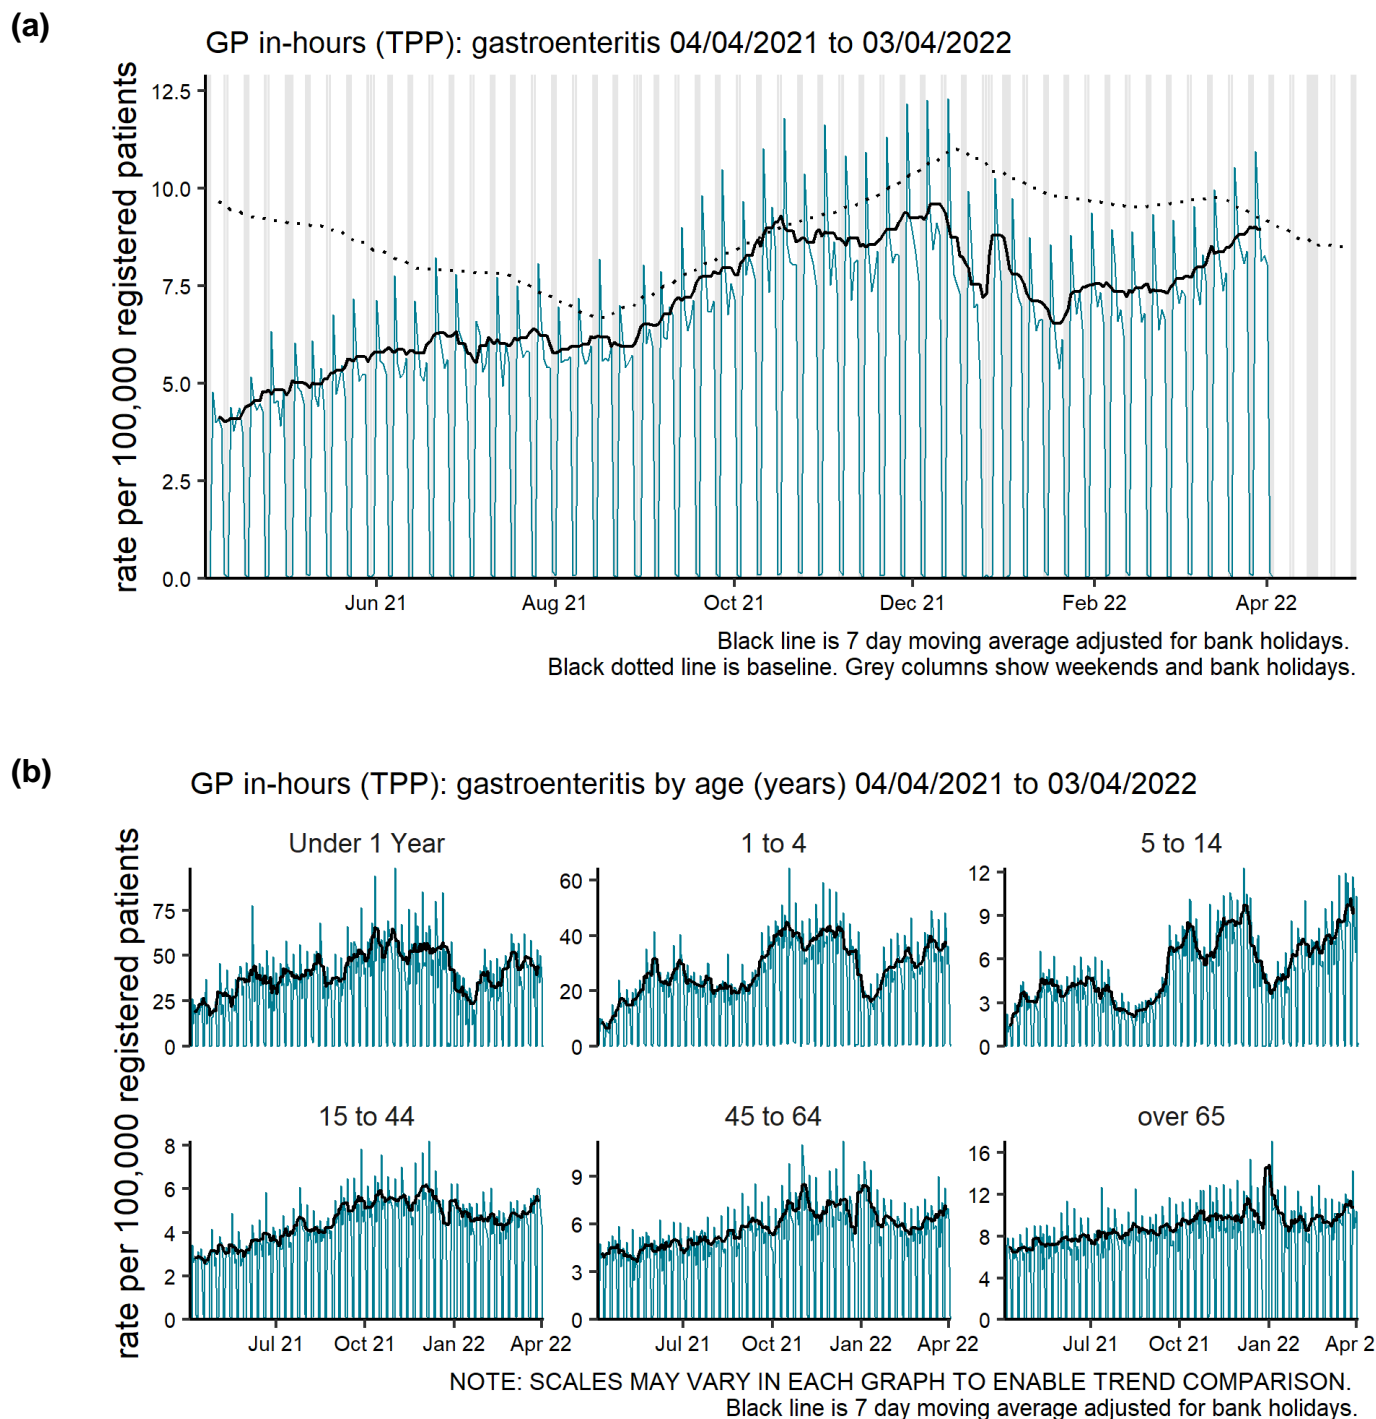 (a)
GP in-hours (TPP): gastroenteritis 04/04/2021 to 03/04/2022
rate per 100,000 registered patients
12.5
10.0
7.5
5.0
2.5
0.0
Jun 21 Aug 21 Oct 21 Dec 21 Feb 22 Apr 22
Black line is 7 day moving average adjusted for bank holidays.
Black dotted line is baseline. Grey columns show weekends and bank holidays.
(b)
GP in-hours (TPP): gastroenteritis by age (years) 04/04/2021 to 03/04/2022
rate per 100,000 registered patients
Under 1 Year
75
50
25
0
1 to 4
60
40
20
0
5 to 14
12
9
6
3
0
15 to 44
8
6
4
2
0
Jul 21 Oct 21 Jan 22 Apr 22
45 to 64
9
6
3
0
Jul 21 Oct 21 Jan 22 Apr 22
over 65
16
12
8
4
0
Jul 21 Oct 21 Jan 22 Apr 2
NOTE: SCALES MAY VARY IN EACH GRAPH TO ENABLE TREND COMPARISON.
Black line is 7 day moving average adjusted for bank holidays.